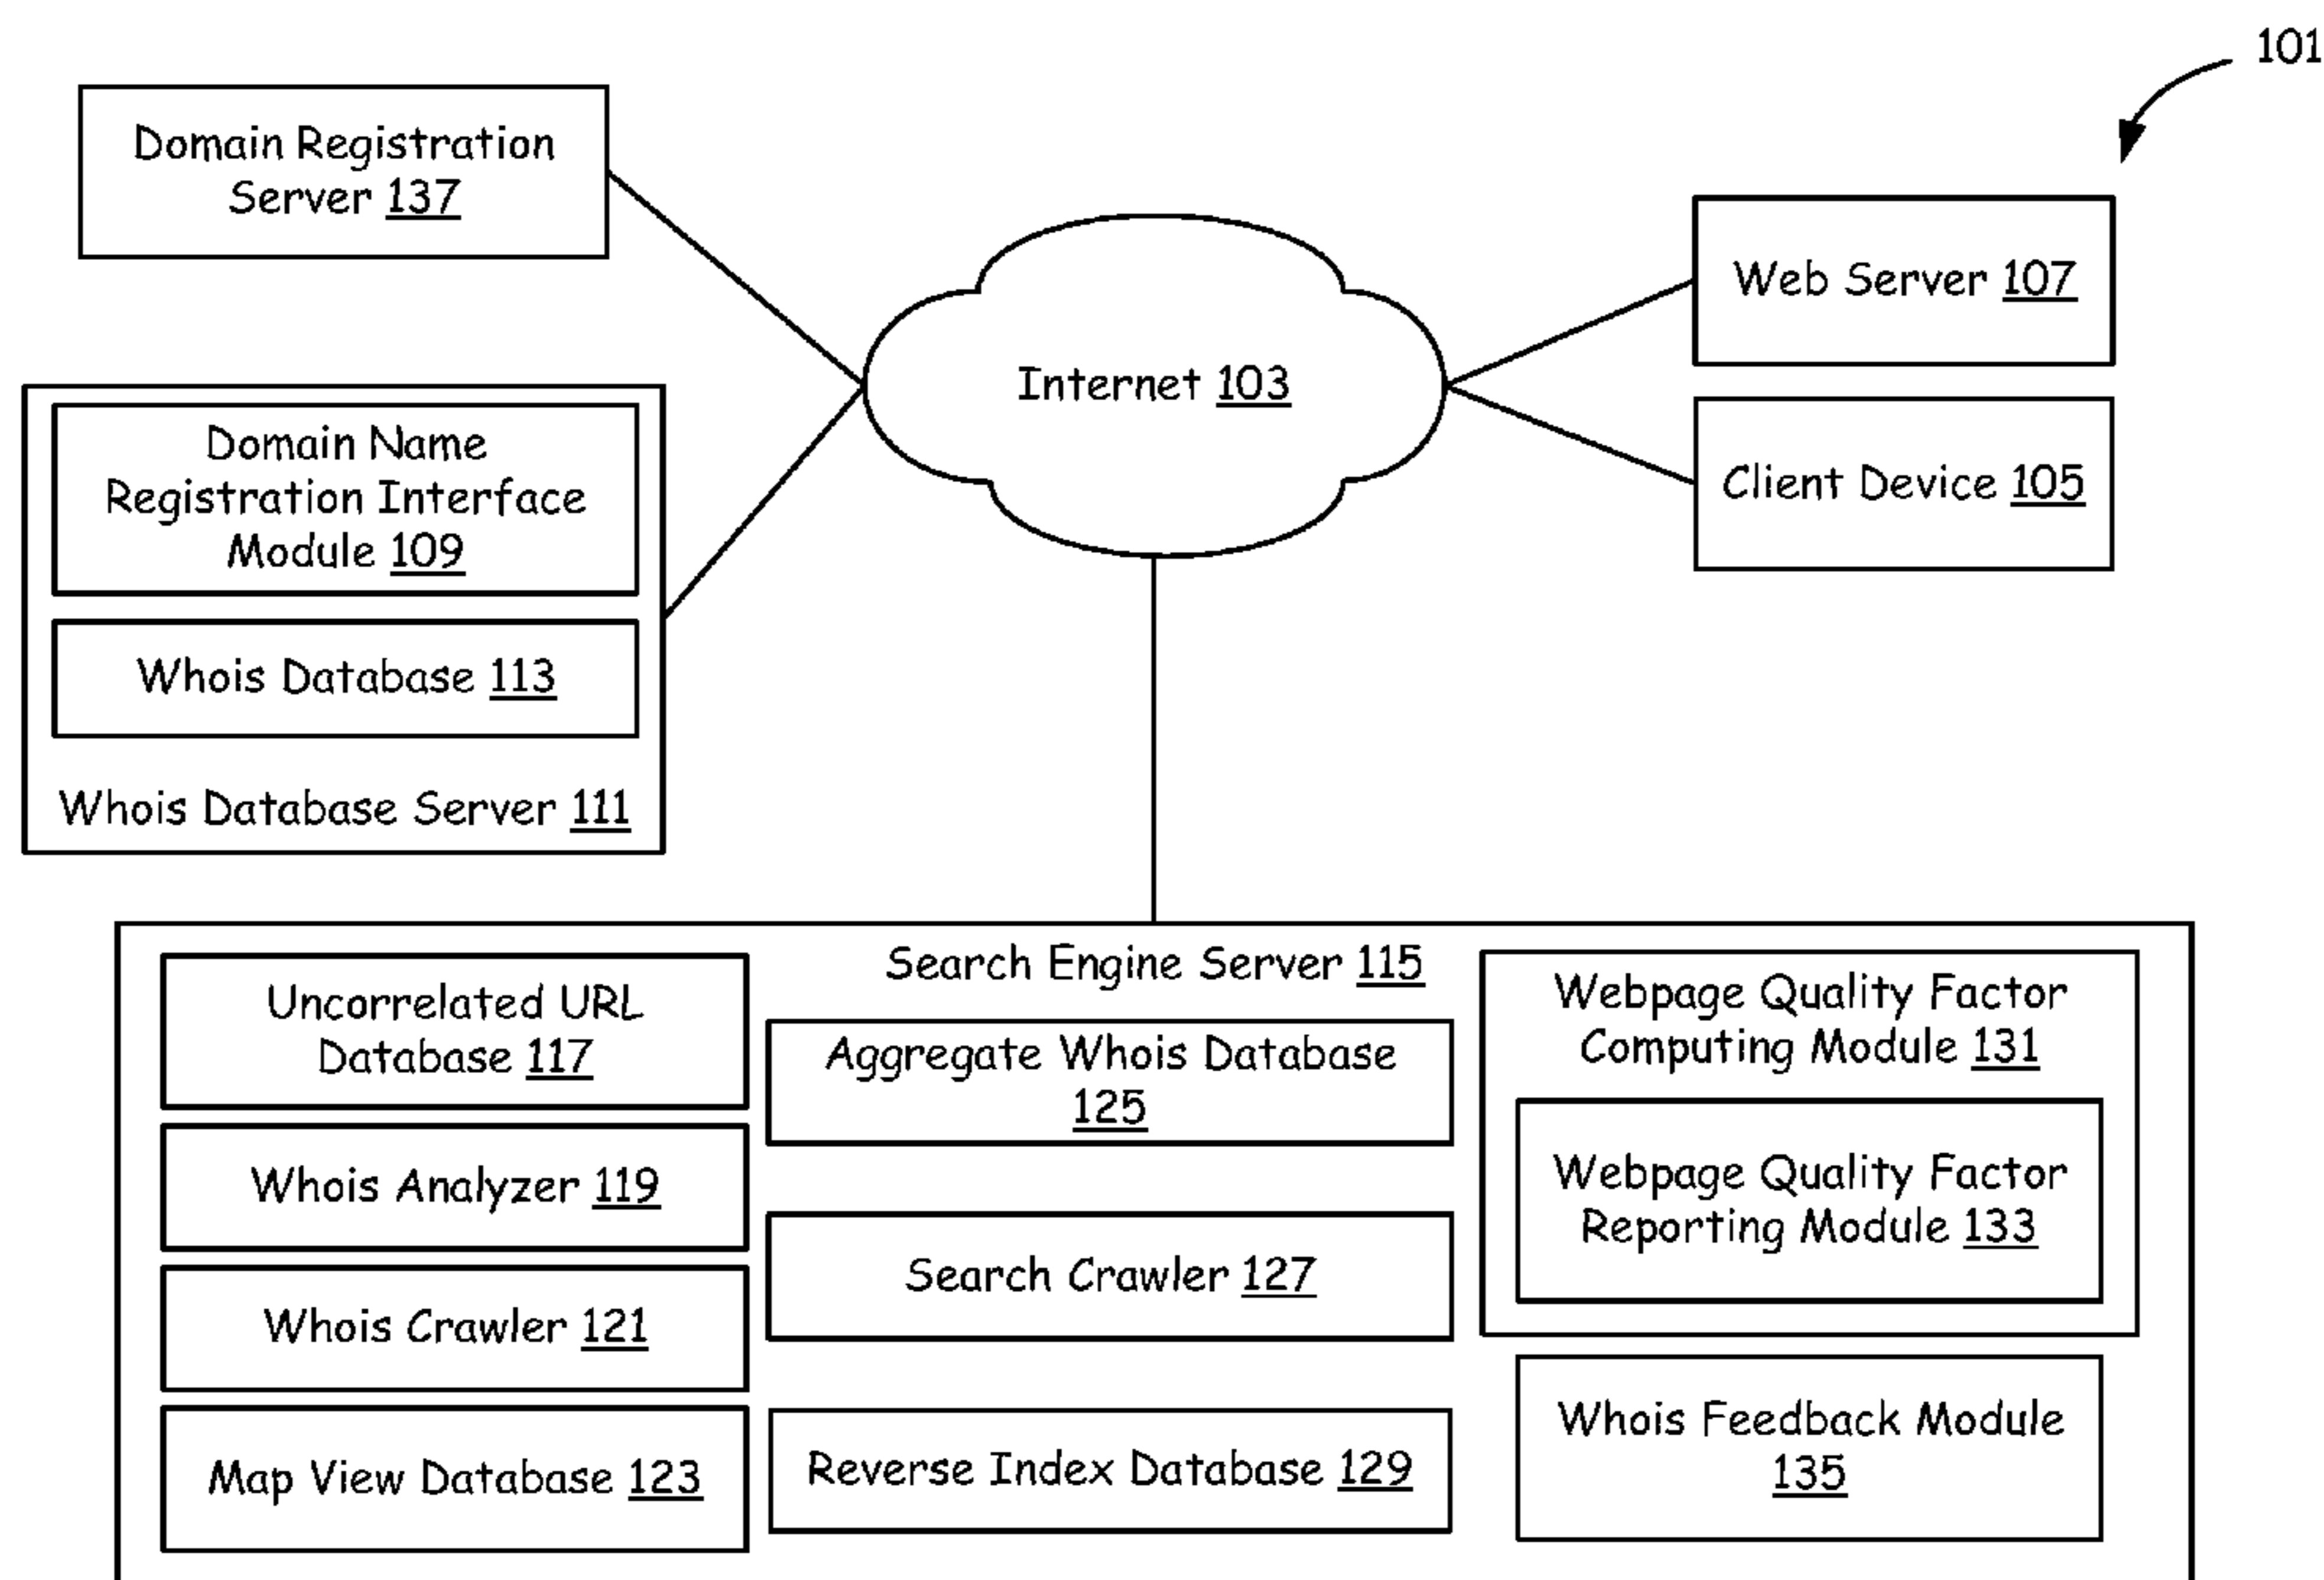 101
Domain Registration
Server 137
Web Server 107
Internet 103
Client Device 105
Domain Name
Registration Interface
Module 109
Whois Database 113
Whois Database Server 111
Search Engine Server 115
Uncorrelated URL
Database 117
Whois Analyzer 119
Whois Crawler 121
Map View Database 123
Aggregate Whois Database
125
Search Crawler 127
Reverse Index Database 129
Webpage Quality Factor
Computing Module 131
Webpage Quality Factor
Reporting Module 133
Whois Feedback Module
135